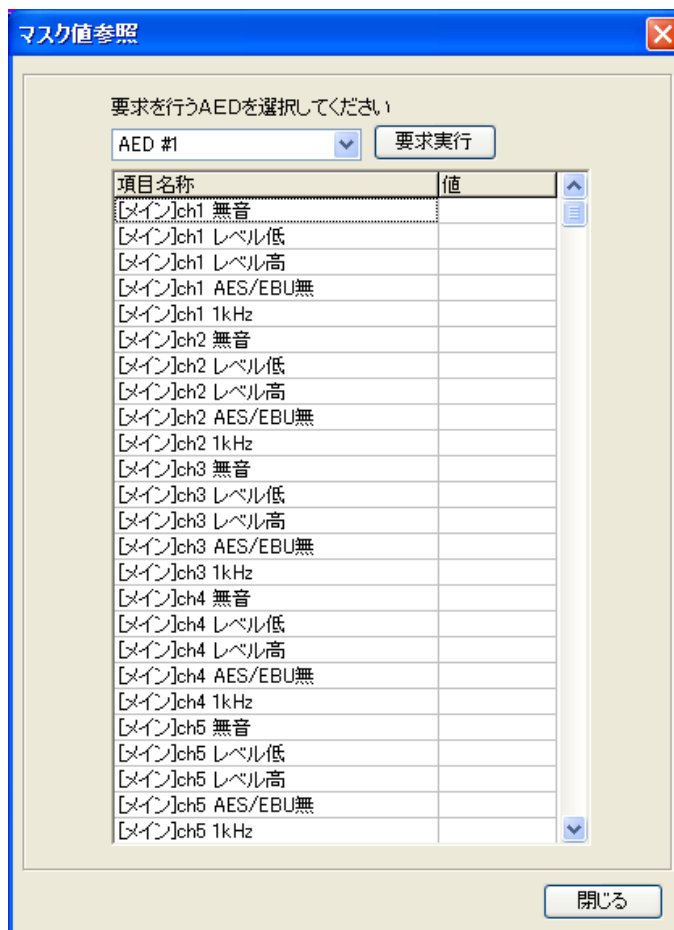 マスク値参照
要求を行うAEDを選択してください
AED #1 要求実行
項目名称 値
[メイン]ch1 無音
[メイン]ch1 レベル低
[メイン]ch1 レベル高
[メイン]ch1 AES/EBU無
[メイン]ch1 1kHz
[メイン]ch2 無音
[メイン]ch2 レベル低
[メイン]ch2 レベル高
[メイン]ch2 AES/EBU無
[メイン]ch2 1kHz
[メイン]ch3 無音
[メイン]ch3 レベル低
[メイン]ch3 レベル高
[メイン]ch3 AES/EBU無
[メイン]ch3 1kHz
[メイン]ch4 無音
[メイン]ch4 レベル低
[メイン]ch4 レベル高
[メイン]ch4 AES/EBU無
[メイン]ch4 1kHz
[メイン]ch5 無音
[メイン]ch5 レベル低
[メイン]ch5 レベル高
[メイン]ch5 AES/EBU無
[メイン]ch5 1kHz
閉じる